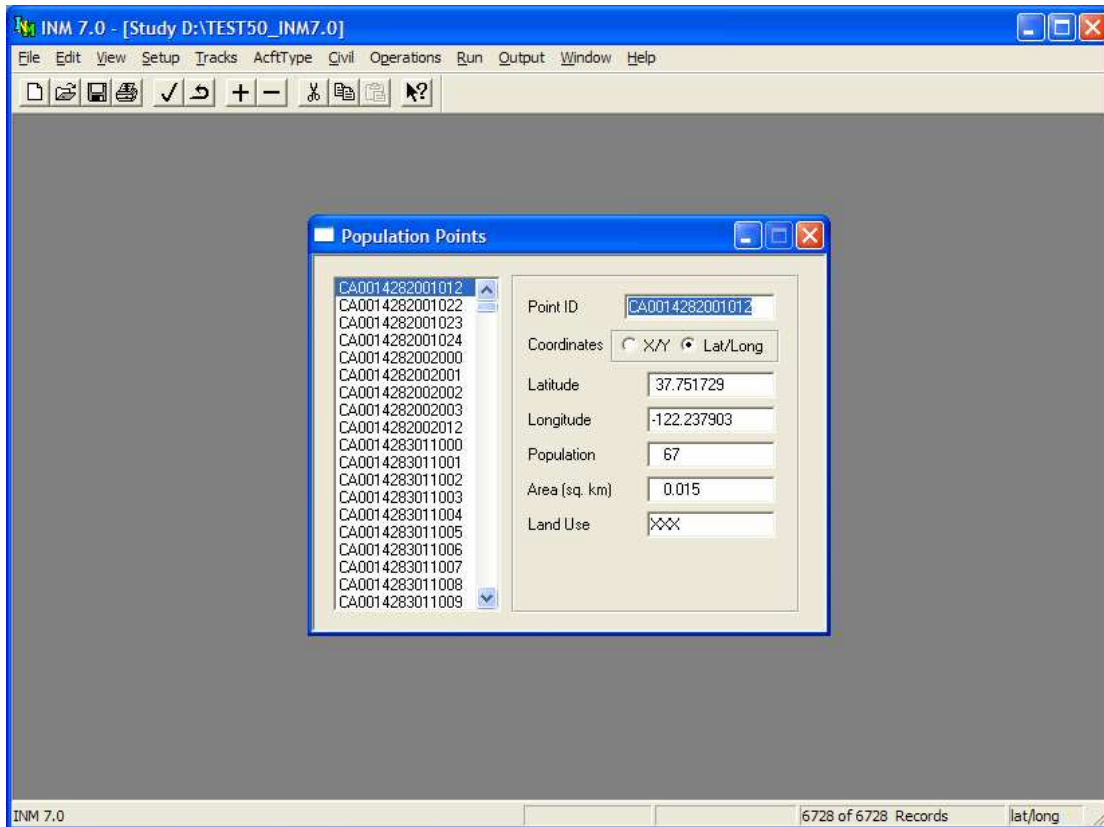 INM 7.0 - [Study D:\TEST50_INM7.0]
File Edit View Setup Tracks AcftType Civil Operations Run Output Window Help
Population Points
CA0014282001012
CA0014282001022
CA0014282001023
CA0014282001024
CA0014282002000
CA0014282002001
CA0014282002002
CA0014282002003
CA0014282002012
CA0014283011000
CA0014283011001
CA0014283011002
CA0014283011003
CA0014283011004
CA0014283011005
CA0014283011006
CA0014283011007
CA0014283011008
CA0014283011009
Point ID CA0014282001012
Coordinates X/Y Lat/Long
Latitude 37.751729
Longitude -122.237903
Population 67
Area (sq. km) 0.015
Land Use XXX
INM 7.0 6728 of 6728 Records lat/long